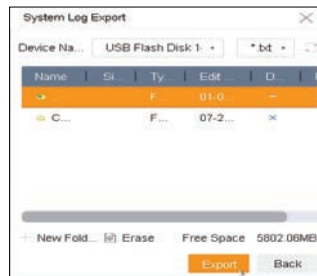 System Log Export
Device Na... USB Flash Disk 1- *.txt
Name Si... Ty... Edit ... D...
.. F... 01-0... –
C... F... 07-2... ×
New Fold... Erase Free Space 5802.06MB
Export Back